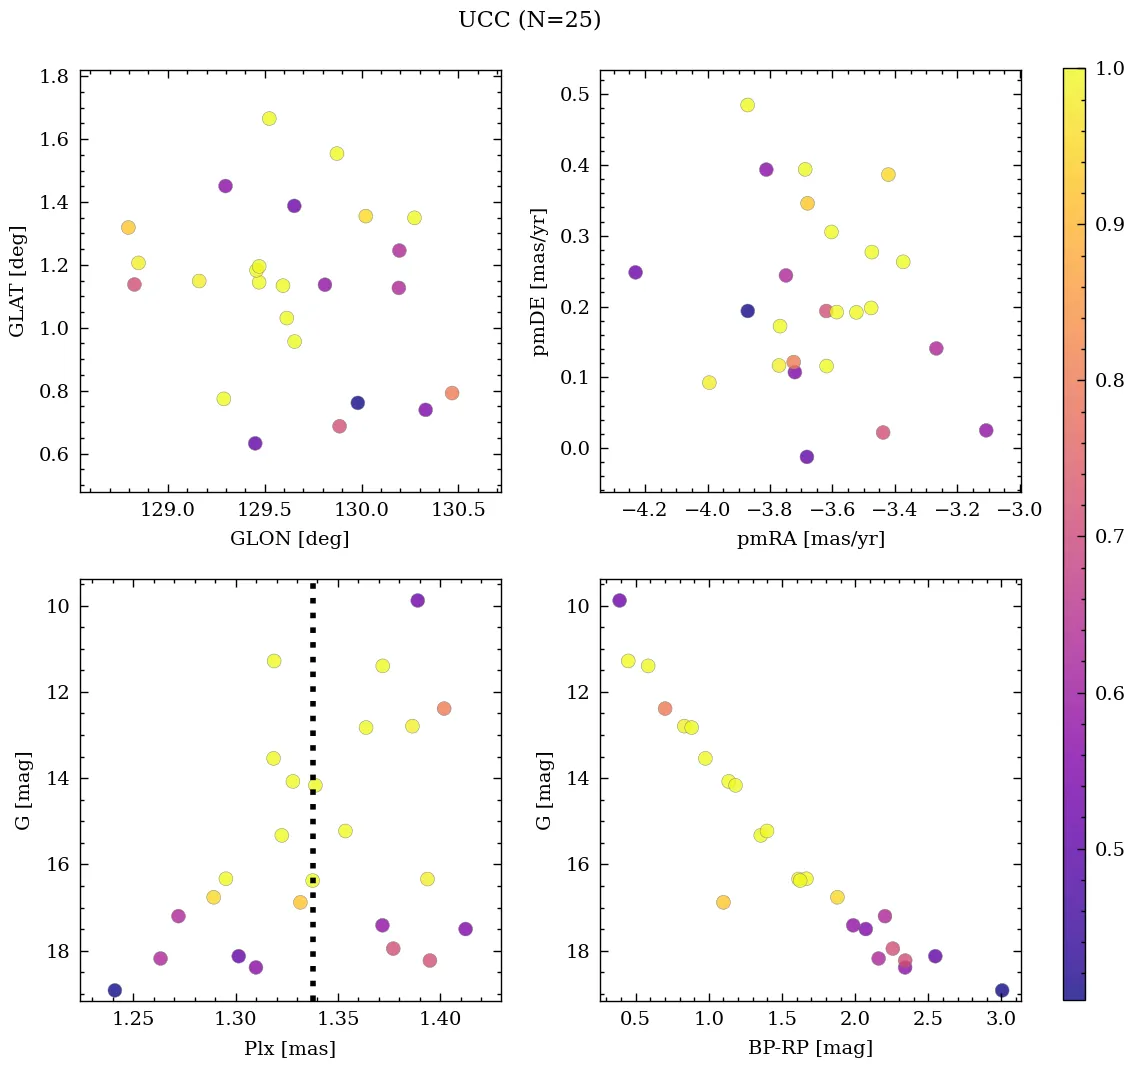 UCC (N=25)
1.8
1.6
1.4
1.2
1.0
0.8
0.6
GLAT [deg]
129.0 129.5 130.0 130.5
GLON [deg]
0.5
0.4
0.3
0.2
0.1
0.0
pmDE [mas/yr]
−4.2 −4.0 −3.8 −3.6 −3.4 −3.2 −3.0
pmRA [mas/yr]
10
12
14
16
18
G [mag]
1.25 1.30 1.35 1.40
Plx [mas]
10
12
14
16
18
G [mag]
0.5 1.0 1.5 2.0 2.5 3.0
BP-RP [mag]
1.0
0.9
0.8
0.7
0.6
0.5